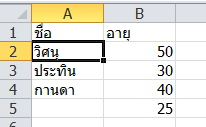 A B
1 ชื่อ อายุ
2 วิศนุ 50
3 ประทิน 30
4 กานดา 40
5 25